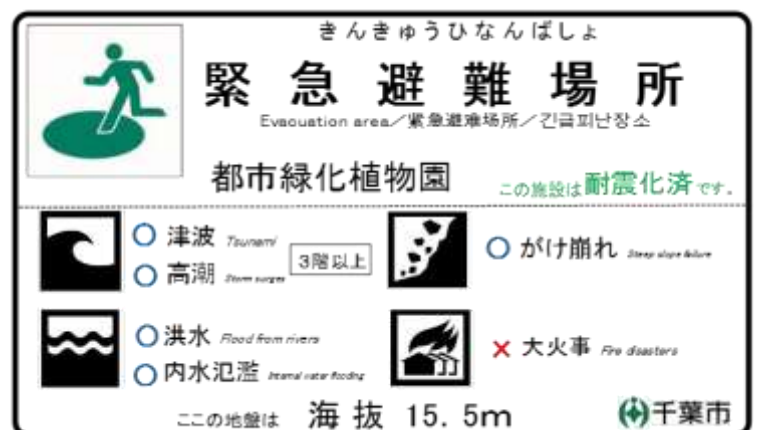 きんきゅうひなんばしょ
緊急避難場所
Evacuation area／緊急避難场所／긴급피난장소
都市緑化植物園
この施設は耐震化済です。
津波 Tsunami
高潮 Storm surges
3階以上
がけ崩れ Steep slope failure
洪水 Flood from rivers
内水氾濫 Internal water flooding
大火事 Fire disasters
ここの地盤は 海抜 15.5m
千葉市